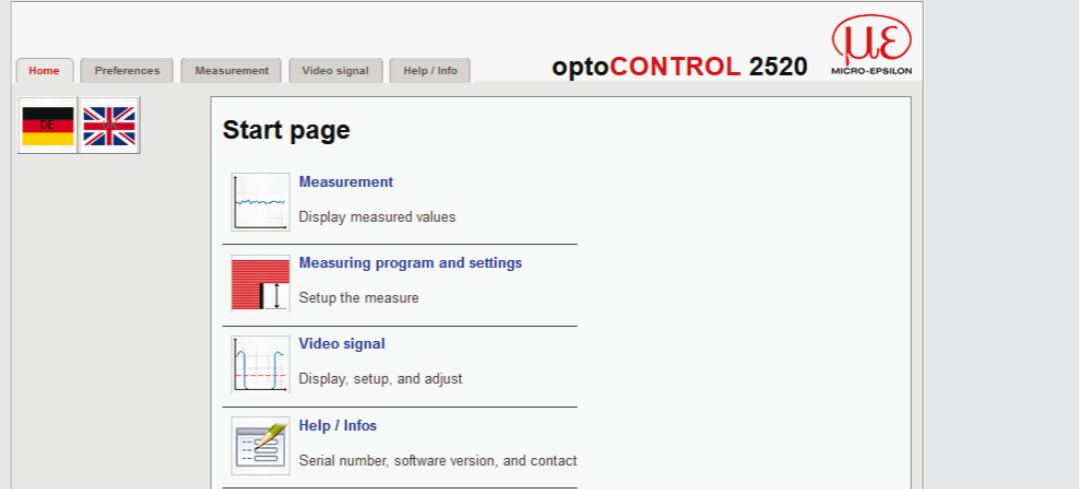 Home
Preferences
Measurement
Video signal
Help / Info
optoCONTROL 2520
με
MICRO-EPSILON
DE
Start page
Measurement
Display measured values
Measuring program and settings
Setup the measure
Video signal
Display, setup, and adjust
Help / Infos
Serial number, software version, and contact